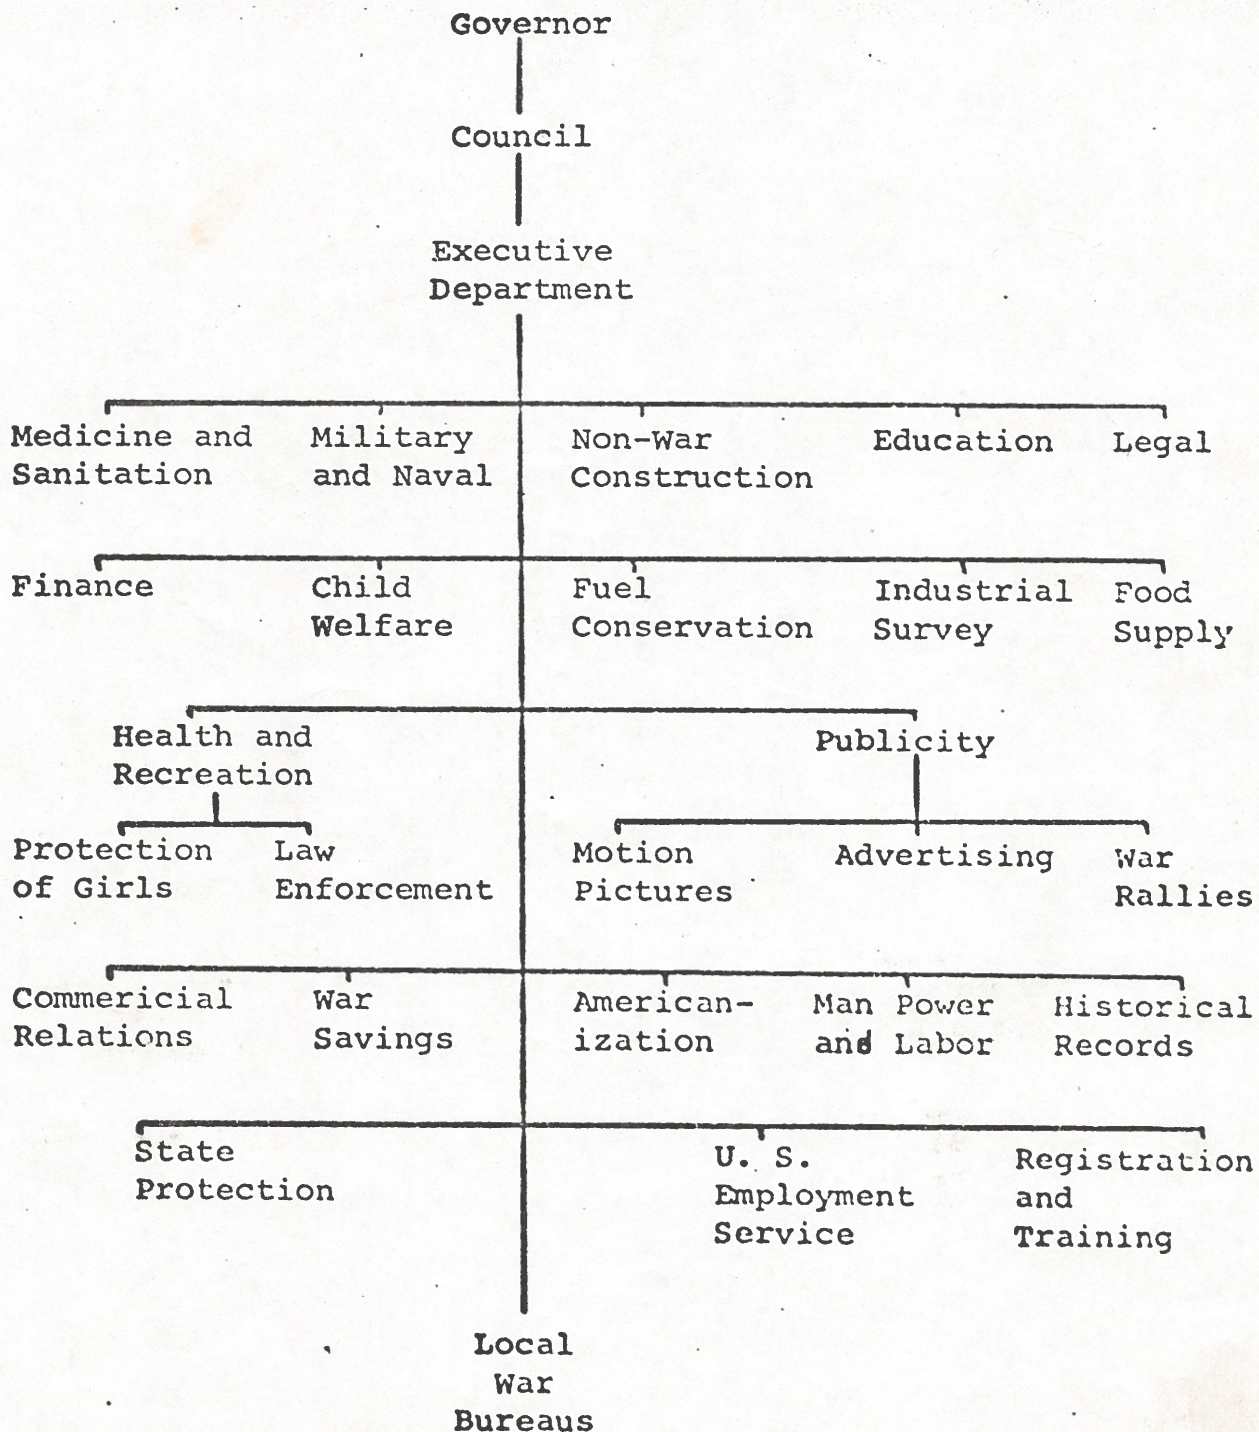 Governor
Council
Executive
Department
Medicine and
Sanitation
Military
and Naval
Non-War
Construction
Education
Legal
Finance
Child
Welfare
Fuel
Conservation
Industrial
Survey
Food
Supply
Health and
Recreation
Publicity
Protection
of Girls
Law
Enforcement
Motion
Pictures
Advertising
War
Rallies
Commericial
Relations
War
Savings
American-
ization
Man Power
and Labor
Historical
Records
State
Protection
U. S.
Employment
Service
Registration
and
Training
Local
War
Bureaus